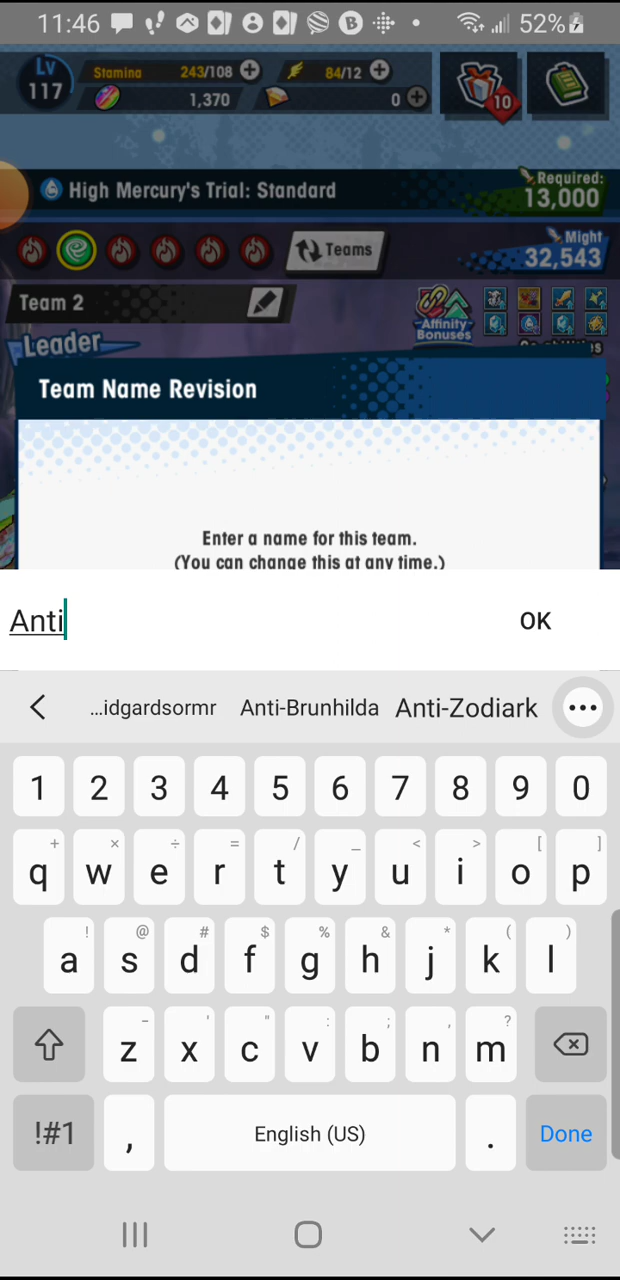 11:46 52%
Lv
117
Stamina 243/108 84/12
1,370 0
10
High Mercury's Trial: Standard
Required:
13,000
Teams
Might
32,543
Team 2
Affinity
Bonuses
Leader
Team Name Revision
Enter a name for this team.
(You can change this at any time.)
Anti
OK
...idgardsormr Anti-Brunhilda Anti-Zodiark
1 2 3 4 5 6 7 8 9 0
+ × ÷ = / _ < > [ ]
q w e r t y u i o p
! @ # $ % & * ( )
a s d f g h j k l
- ' " : ; , ?
z x c v b n m
!#1 , English (US) . Done